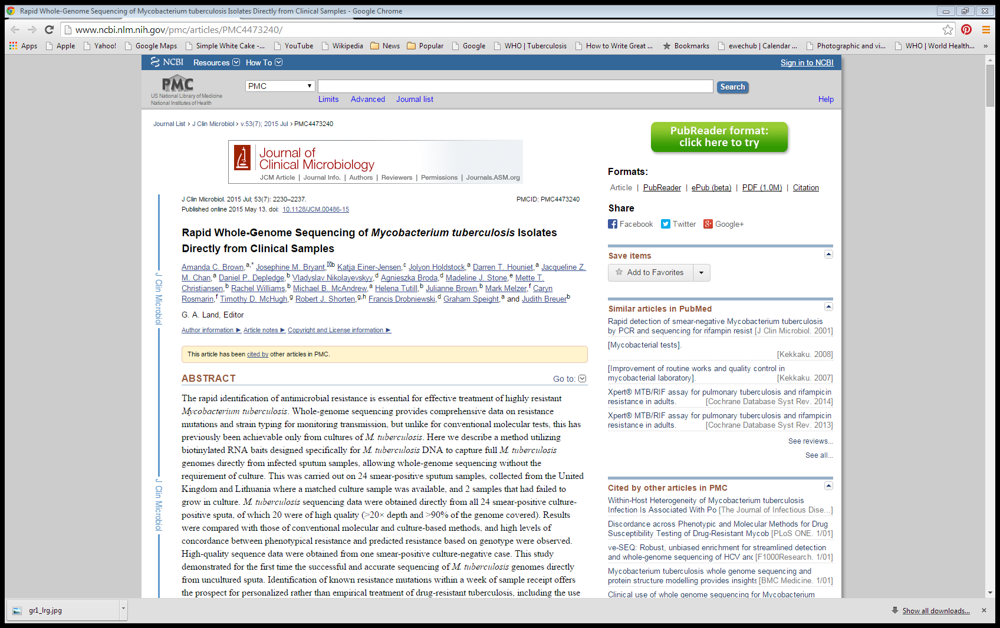 Rapid Whole-Genome Sequencing of Mycobacterium tuberculosis Isolates Directly from Clinical Samples - Google Chrome
www.ncbi.nlm.nih.gov/pmc/articles/PMC4473240/
Apps Apple Yahoo! Google Maps Simple White Cake -... YouTube Wikipedia News Popular Google WHO | Tuberculosis How to Write Great ... Bookmarks ewechub | Calendar ... Photographic and vi... WHO | World Health... »
NCBI Resources How To Sign in to NCBI
PMC
US National Library of Medicine
National Institutes of Health
PMC Search
Limits Advanced Journal list Help
Journal List > J Clin Microbiol > v.53(7); 2015 Jul > PMC4473240
Journal of
Clinical Microbiology
JCM Article | Journal Info. | Authors | Reviewers | Permissions | Journals.ASM.org
J Clin Microbiol
J Clin Microbiol
J Clin Microbiol. 2015 Jul; 53(7): 2230–2237. PMCID: PMC4473240
Published online 2015 May 13. doi: 10.1128/JCM.00486-15
Rapid Whole-Genome Sequencing of Mycobacterium tuberculosis Isolates
Directly from Clinical Samples
Amanda C. Brown,a,* Josephine M. Bryant,b Katja Einer-Jensen,c Jolyon Holdstock,a Darren T. Houniet,a Jacqueline Z.
M. Chan,a Daniel P. Depledge,b Vladyslav Nikolayevskyy,d Agnieszka Broda,d Madeline J. Stone,e Mette T.
Christiansen,b Rachel Williams,b Michael B. McAndrew,a Helena Tutill,b Julianne Brown,b Mark Melzer,f Caryn
Rosmarin,f Timothy D. McHugh,g Robert J. Shorten,g,h Francis Drobniewski,d Graham Speight,a and Judith Breuerb
G. A. Land, Editor
Author information ► Article notes ► Copyright and License information ►
This article has been cited by other articles in PMC.
ABSTRACT Go to:
The rapid identification of antimicrobial resistance is essential for effective treatment of highly resistant
Mycobacterium tuberculosis. Whole-genome sequencing provides comprehensive data on resistance
mutations and strain typing for monitoring transmission, but unlike for conventional molecular tests, this has
previously been achievable only from cultures of M. tuberculosis. Here we describe a method utilizing
biotinylated RNA baits designed specifically for M. tuberculosis DNA to capture full M. tuberculosis
genomes directly from infected sputum samples, allowing whole-genome sequencing without the
requirement of culture. This was carried out on 24 smear-positive sputum samples, collected from the United
Kingdom and Lithuania where a matched culture sample was available, and 2 samples that had failed to
grow in culture. M. tuberculosis sequencing data were obtained directly from all 24 smear-positive culture-
positive sputa, of which 20 were of high quality (>20× depth and >90% of the genome covered). Results
were compared with those of conventional molecular and culture-based methods, and high levels of
concordance between phenotypical resistance and predicted resistance based on genotype were observed.
High-quality sequence data were obtained from one smear-positive culture-negative case. This study
demonstrated for the first time the successful and accurate sequencing of M. tuberculosis genomes directly
from uncultured sputa. Identification of known resistance mutations within a week of sample receipt offers
the prospect for personalized rather than empirical treatment of drug-resistant tuberculosis, including the use
PubReader format:
click here to try
Formats:
Article | PubReader | ePub (beta) | PDF (1.0M) | Citation
Share
Facebook Twitter Google+
Save items
Add to Favorites
Similar articles in PubMed
Rapid detection of smear-negative Mycobacterium tuberculosis
by PCR and sequencing for rifampin resist [J Clin Microbiol. 2001]
[Mycobacterial tests].
[Kekkaku. 2008]
[Improvement of routine works and quality control in
mycobacterial laboratory]. [Kekkaku. 2007]
Xpert® MTB/RIF assay for pulmonary tuberculosis and rifampicin
resistance in adults. [Cochrane Database Syst Rev. 2014]
Xpert® MTB/RIF assay for pulmonary tuberculosis and rifampicin
resistance in adults. [Cochrane Database Syst Rev. 2013]
See reviews...
See all...
Cited by other articles in PMC
Within-Host Heterogeneity of Mycobacterium tuberculosis
Infection Is Associated With Po [The Journal of Infectious Dise...]
Discordance across Phenotypic and Molecular Methods for Drug
Susceptibility Testing of Drug-Resistant Mycob [PLoS ONE. 1/01]
ve-SEQ: Robust, unbiased enrichment for streamlined detection
and whole-genome sequencing of HCV and [F1000Research. 1/01]
Mycobacterium tuberculosis whole genome sequencing and
protein structure modelling provides insights [BMC Medicine. 1/01]
Clinical use of whole genome sequencing for Mycobacterium
gr1_lrg.jpg Show all downloads...